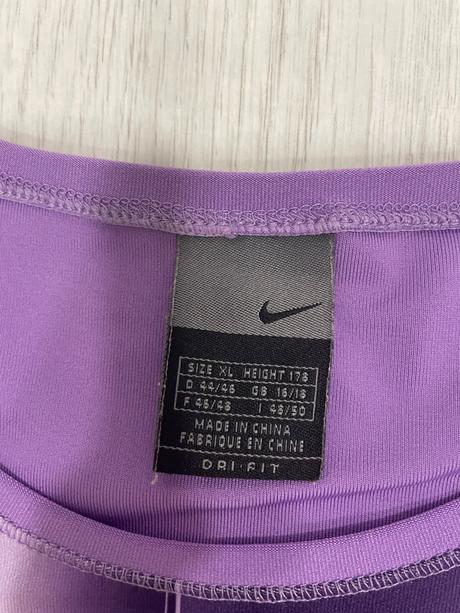 SIZE XL HEIGHT 178
D 44/46 GB 16/18
F 46/48 I 48/50
MADE IN CHINA
FABRIQUE EN CHINE
DRI·FIT